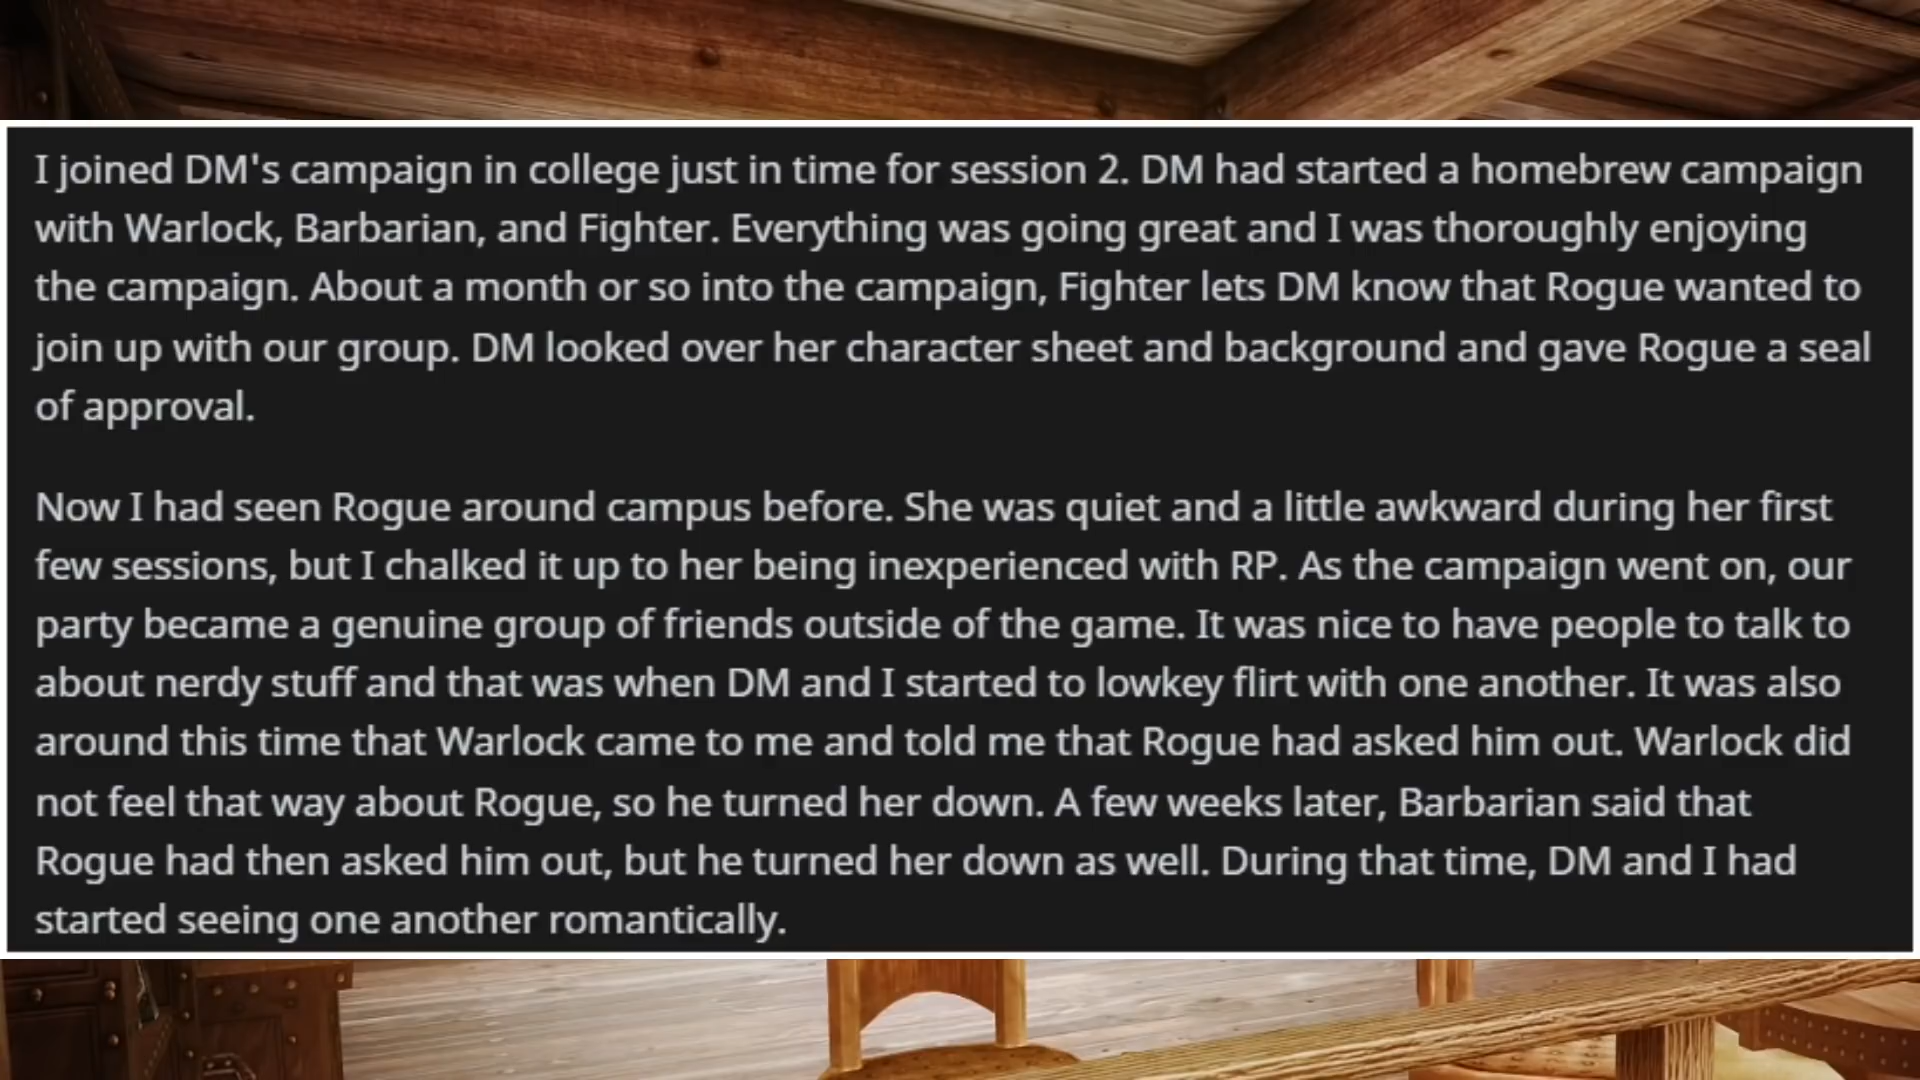 I joined DM's campaign in college just in time for session 2. DM had started a homebrew campaign
with Warlock, Barbarian, and Fighter. Everything was going great and I was thoroughly enjoying
the campaign. About a month or so into the campaign, Fighter lets DM know that Rogue wanted to
join up with our group. DM looked over her character sheet and background and gave Rogue a seal
of approval.
Now I had seen Rogue around campus before. She was quiet and a little awkward during her first
few sessions, but I chalked it up to her being inexperienced with RP. As the campaign went on, our
party became a genuine group of friends outside of the game. It was nice to have people to talk to
about nerdy stuff and that was when DM and I started to lowkey flirt with one another. It was also
around this time that Warlock came to me and told me that Rogue had asked him out. Warlock did
not feel that way about Rogue, so he turned her down. A few weeks later, Barbarian said that
Rogue had then asked him out, but he turned her down as well. During that time, DM and I had
started seeing one another romantically.